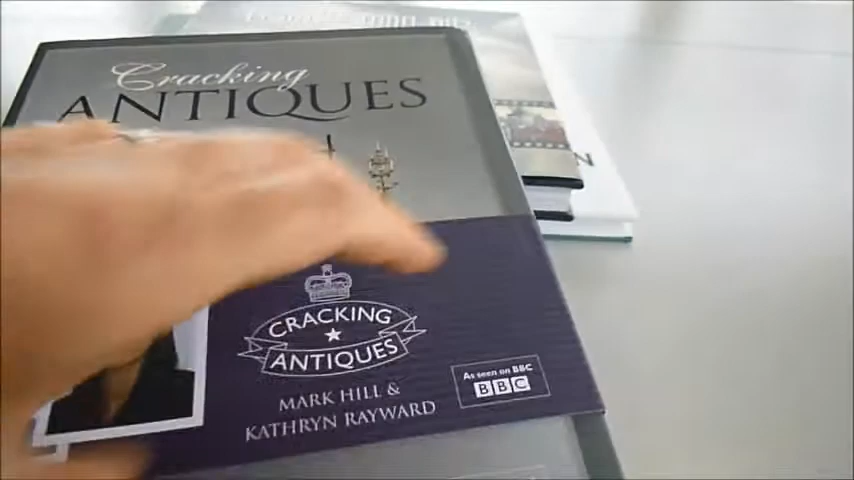 Cracking
ANTIQUES
CRACKING
ANTIQUES
MARK HILL &
KATHRYN RAYWARD
As seen on BBC
BBC